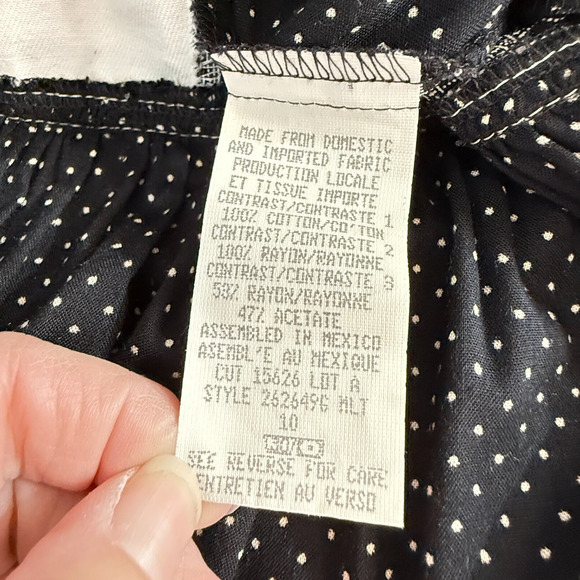 MADE FROM DOMESTIC
AND IMPORTED FABRIC
PRODUCTION LOCALE
ET TISSUE IMPORTE
CONTRAST/CONTRASTE 1
100% COTTON/CO'TON
CONTRAST/CONTRASTE 2
100% RAYON/RAYONNE
CONTRAST/CONTRASTE 3
53% RAYON/RAYONNE
47% ACETATE
ASSEMBLED IN MEXICO
ASEMBL'E AU MEXIQUE
CUT 15626 LOT A
STYLE 262649G MLT
10
SEE REVERSE FOR CARE
ENTRETIEN AU VERSO